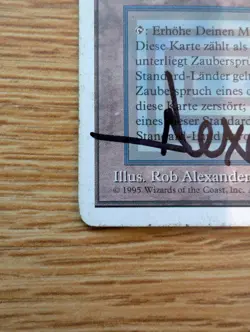 : Erhöhe Deinen M
Diese Karte zählt als
unterliegt Zauberspru
Standard-Länder geh
Zauberspruch eines c
diese Karte zerstört;
eines dieser Standard
Standard-Land
Illus. Rob Alexander
© 1995 Wizards of the Coast, Inc.